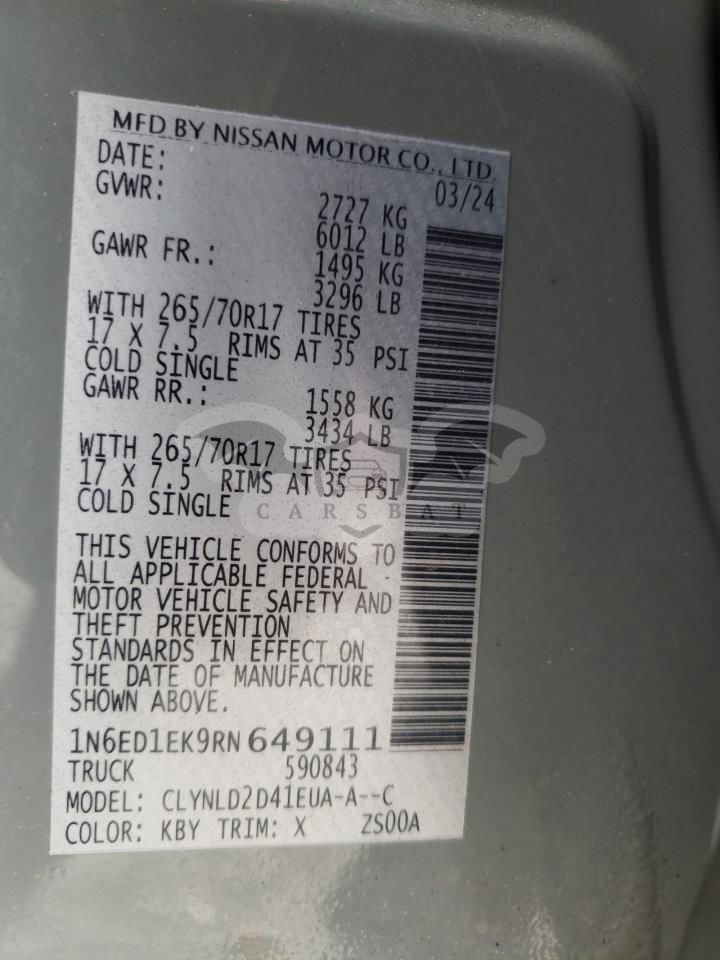 MFD BY NISSAN MOTOR CO., LTD.
DATE: 03/24
GVWR: 2727 KG
6012 LB
GAWR FR.: 1495 KG
3296 LB
WITH 265/70R17 TIRES
17 X 7.5 RIMS AT 35 PSI
COLD SINGLE
GAWR RR.: 1558 KG
3434 LB
WITH 265/70R17 TIRES
17 X 7.5 RIMS AT 35 PSI
COLD SINGLE
CARSBAT
THIS VEHICLE CONFORMS TO
ALL APPLICABLE FEDERAL
MOTOR VEHICLE SAFETY AND
THEFT PREVENTION
STANDARDS IN EFFECT ON
THE DATE OF MANUFACTURE
SHOWN ABOVE.
1N6ED1EK9RN649111
TRUCK 590843
MODEL: CLYNLD2D41EUA-A--C
COLOR: KBY TRIM: X ZS00A